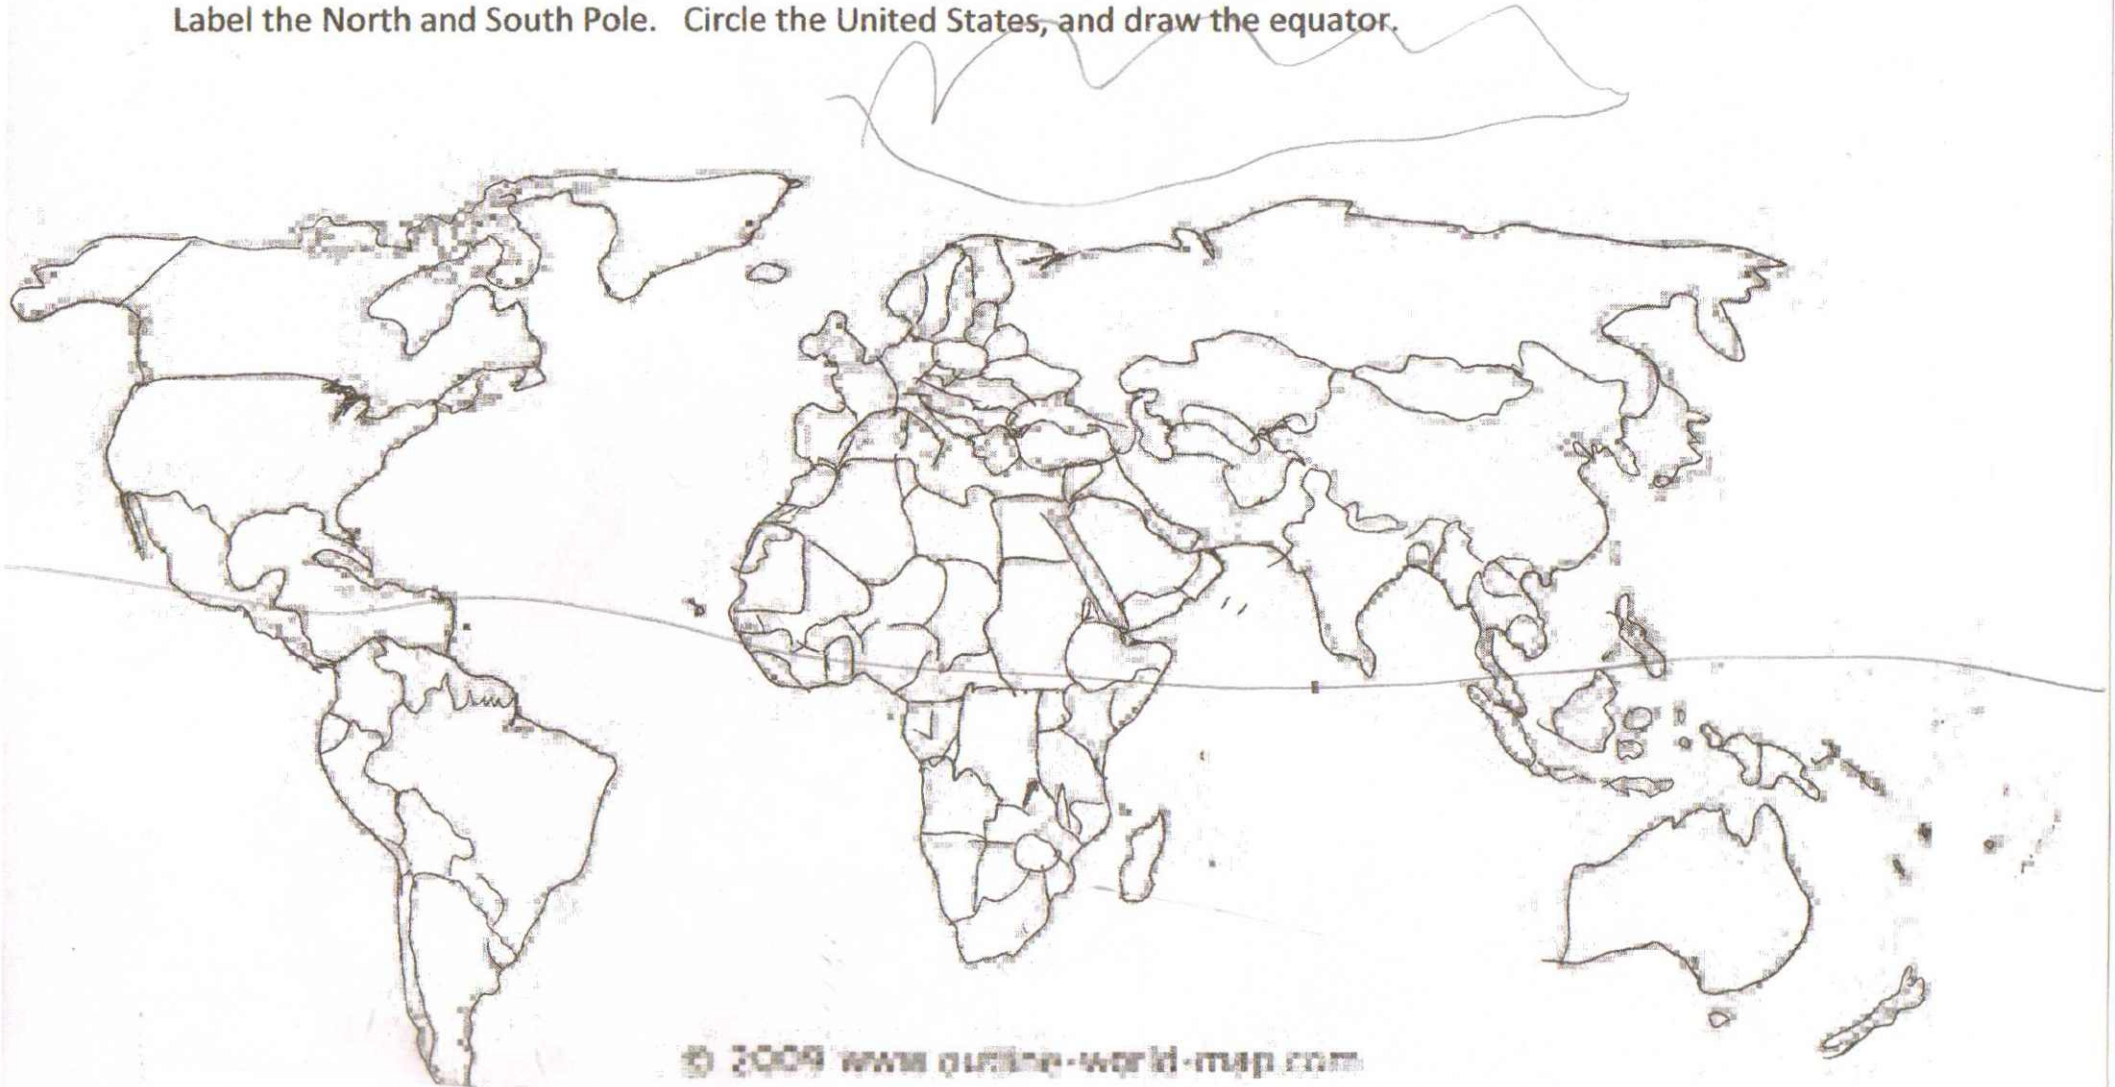 Label the North and South Pole. Circle the United States, and draw the equator.
© 2009 www.outline-world-map.com